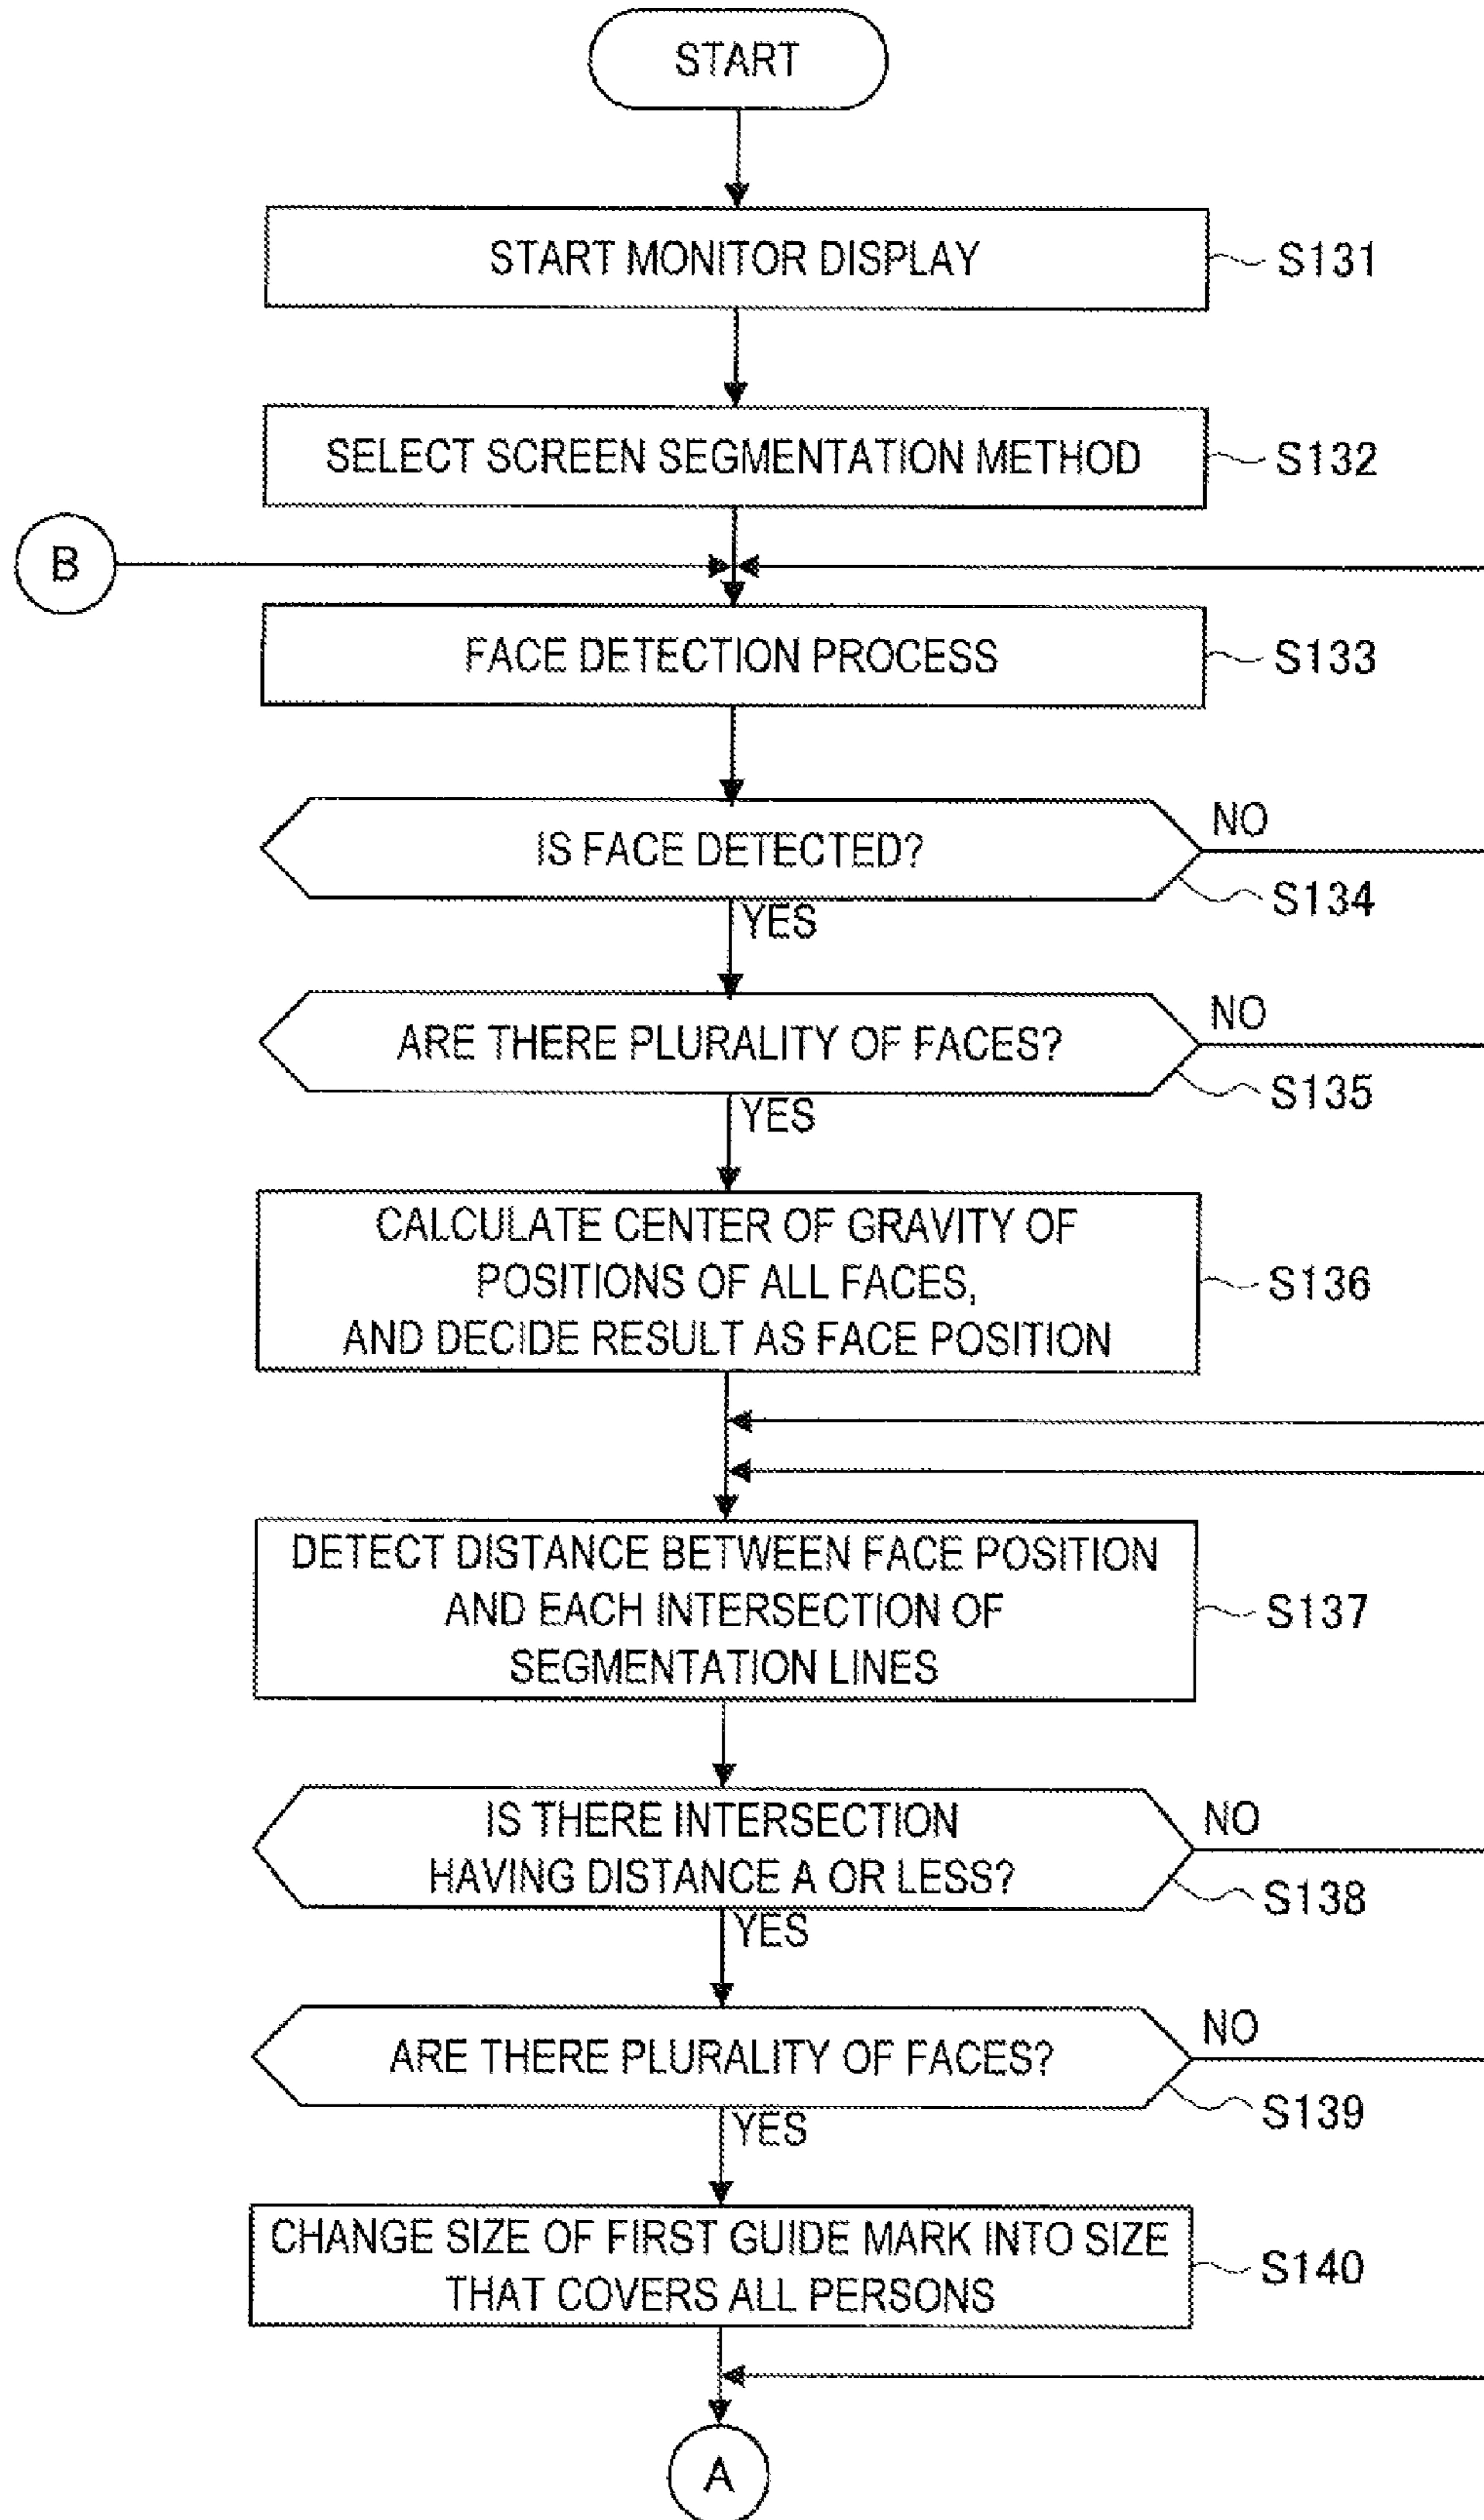 START
START MONITOR DISPLAY
S131
SELECT SCREEN SEGMENTATION METHOD
S132
B
FACE DETECTION PROCESS
S133
IS FACE DETECTED?
NO
S134
YES
ARE THERE PLURALITY OF FACES?
NO
S135
YES
CALCULATE CENTER OF GRAVITY OF
POSITIONS OF ALL FACES,
AND DECIDE RESULT AS FACE POSITION
S136
DETECT DISTANCE BETWEEN FACE POSITION
AND EACH INTERSECTION OF
SEGMENTATION LINES
S137
IS THERE INTERSECTION
HAVING DISTANCE A OR LESS?
NO
S138
YES
ARE THERE PLURALITY OF FACES?
NO
S139
YES
CHANGE SIZE OF FIRST GUIDE MARK INTO SIZE
THAT COVERS ALL PERSONS
S140
A